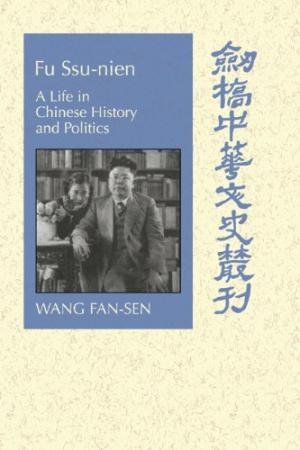 Fu Ssu-nien
A Life in
Chinese History
and Politics
WANG FAN-SEN
劍橋中華文史叢刊